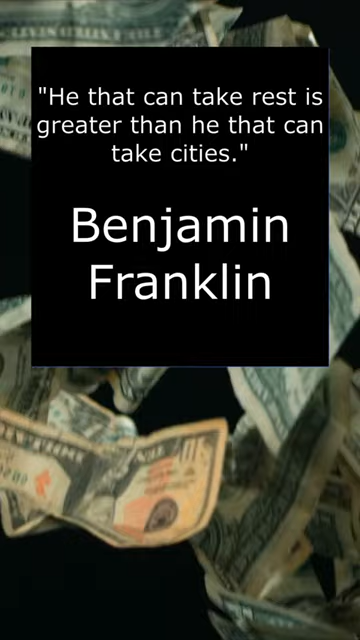 "He that can take rest is
greater than he that can
take cities."
Benjamin
Franklin